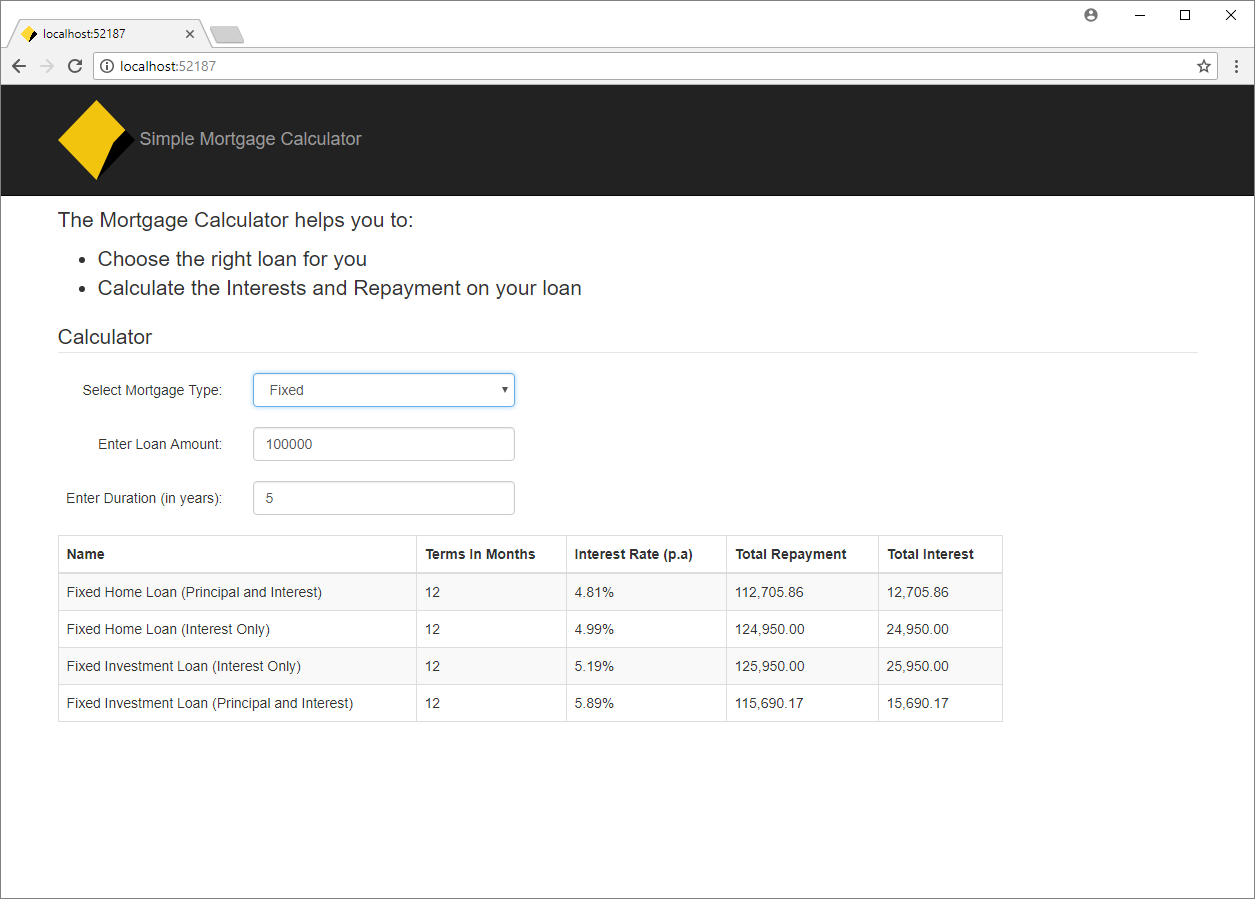 localhost:52187
localhost:52187
Simple Mortgage Calculator
The Mortgage Calculator helps you to:
• Choose the right loan for you
• Calculate the Interests and Repayment on your loan
Calculator
Select Mortgage Type: Fixed
Enter Loan Amount: 100000
Enter Duration (in years): 5
Name Terms In Months Interest Rate (p.a) Total Repayment Total Interest
Fixed Home Loan (Principal and Interest) 12 4.81% 112,705.86 12,705.86
Fixed Home Loan (Interest Only) 12 4.99% 124,950.00 24,950.00
Fixed Investment Loan (Interest Only) 12 5.19% 125,950.00 25,950.00
Fixed Investment Loan (Principal and Interest) 12 5.89% 115,690.17 15,690.17